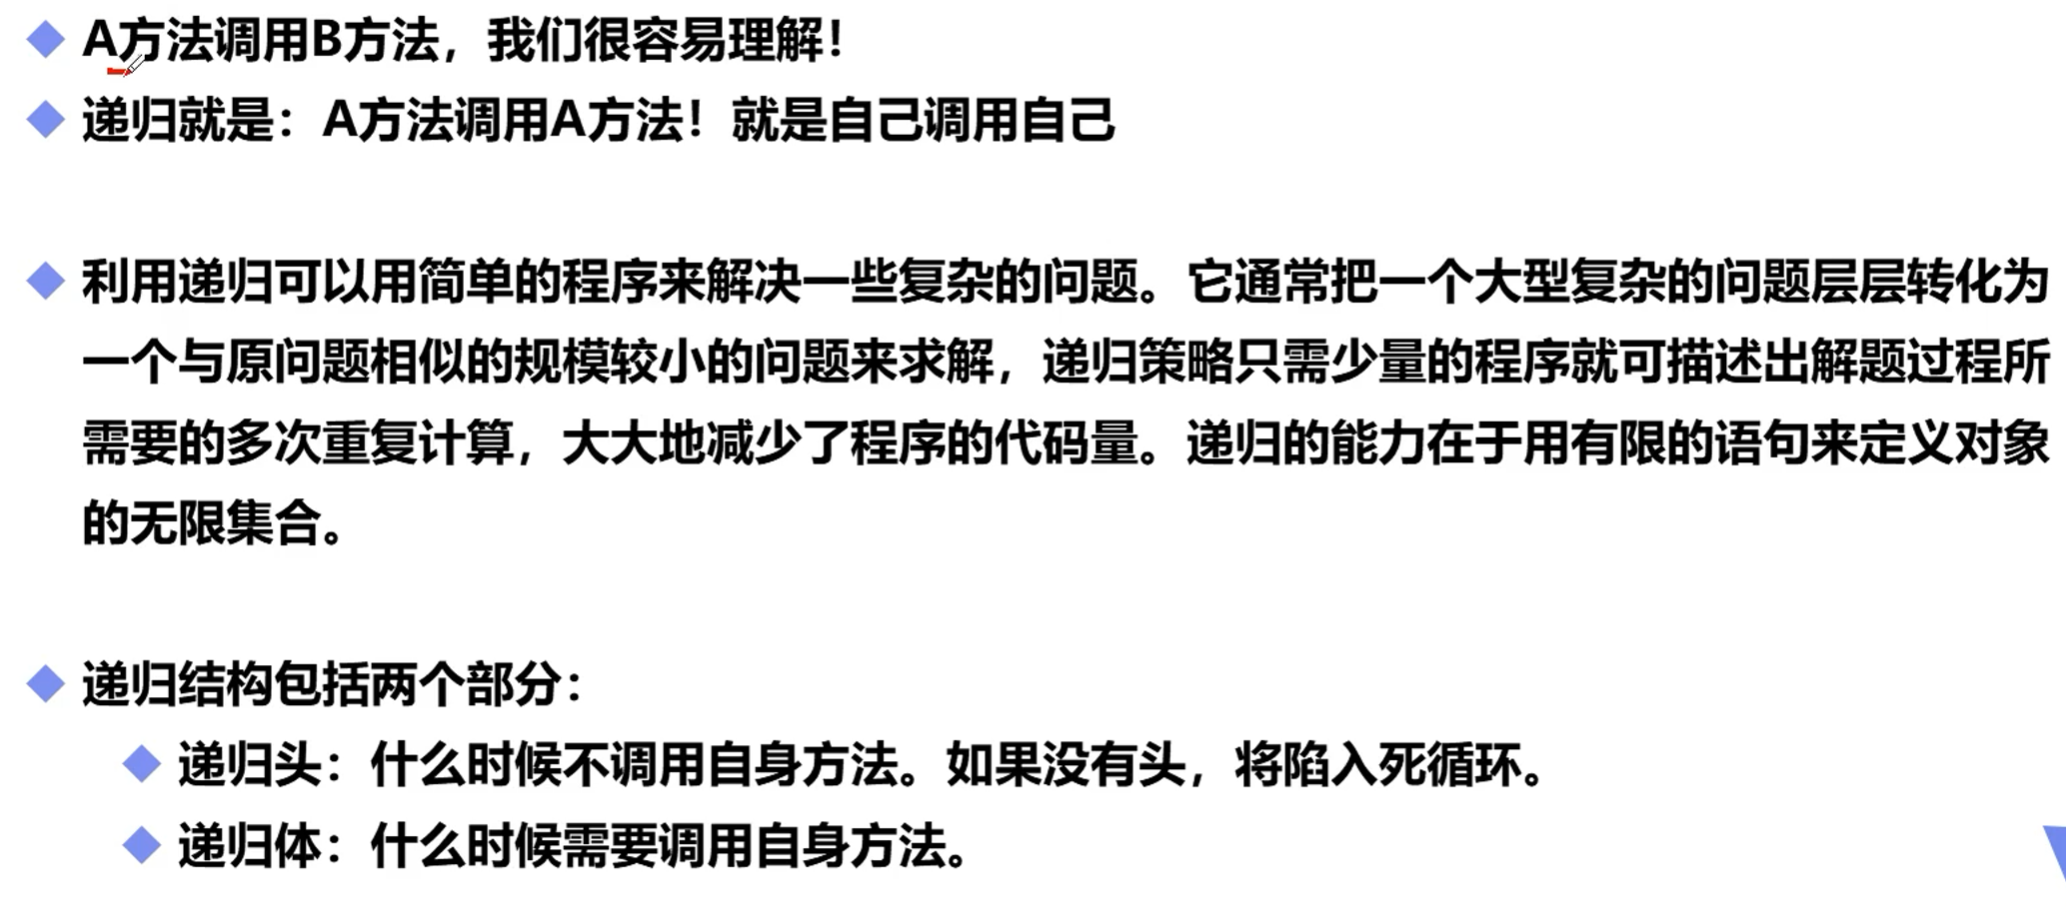 A方法调用B方法，我们很容易理解！
递归就是：A方法调用A方法！就是自己调用自己
利用递归可以用简单的程序来解决一些复杂的问题。它通常把一个大型复杂的问题层层转化为
一个与原问题相似的规模较小的问题来求解，递归策略只需少量的程序就可描述出解题过程所
需要的多次重复计算，大大地减少了程序的代码量。递归的能力在于用有限的语句来定义对象
的无限集合。
递归结构包括两个部分：
递归头：什么时候不调用自身方法。如果没有头，将陷入死循环。
递归体：什么时候需要调用自身方法。